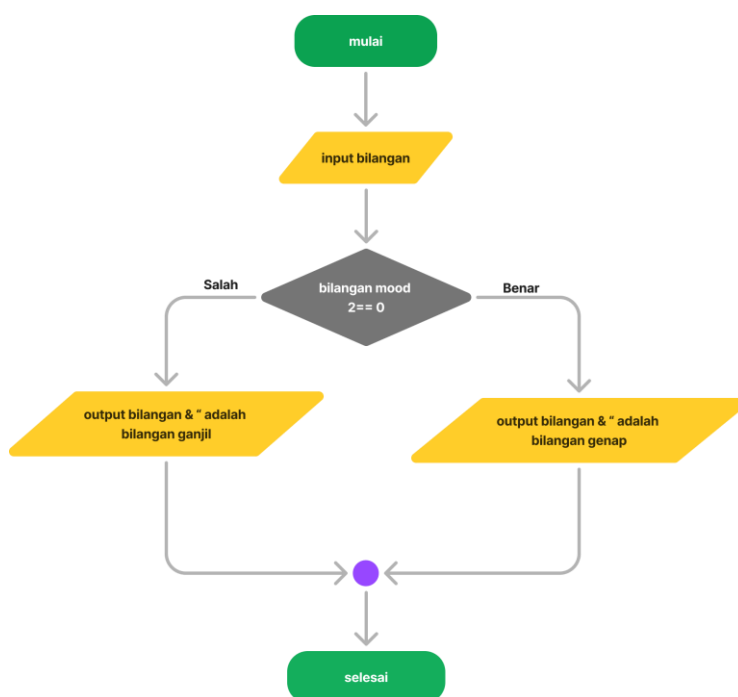 mulai
input bilangan
Salah
bilangan mood
2== 0
Benar
output bilangan & " adalah
bilangan ganjil
output bilangan & " adalah
bilangan genap
selesai